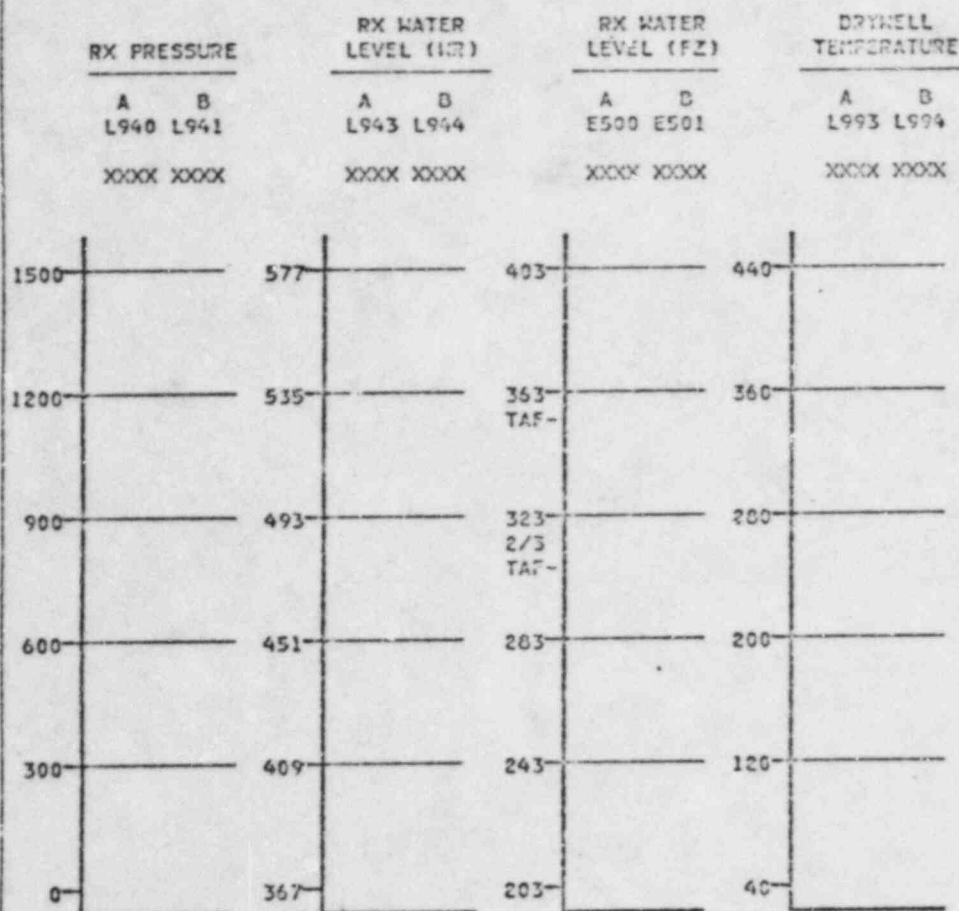 RX PRESSURE
A B
L940 L941
XXXX XXXX
1500
1200
900
600
300
0
RX WATER
LEVEL (WR)
A B
L943 L944
XXXX XXXX
577
535
493
451
409
367
RX WATER
LEVEL (FZ)
A B
E500 E501
XXXX XXXX
403
363
TAF-
323
2/3
TAF-
283
243
203
DRYWELL
TEMPERATURE
A B
L993 L994
XXXX XXXX
440
360
280
200
120
40